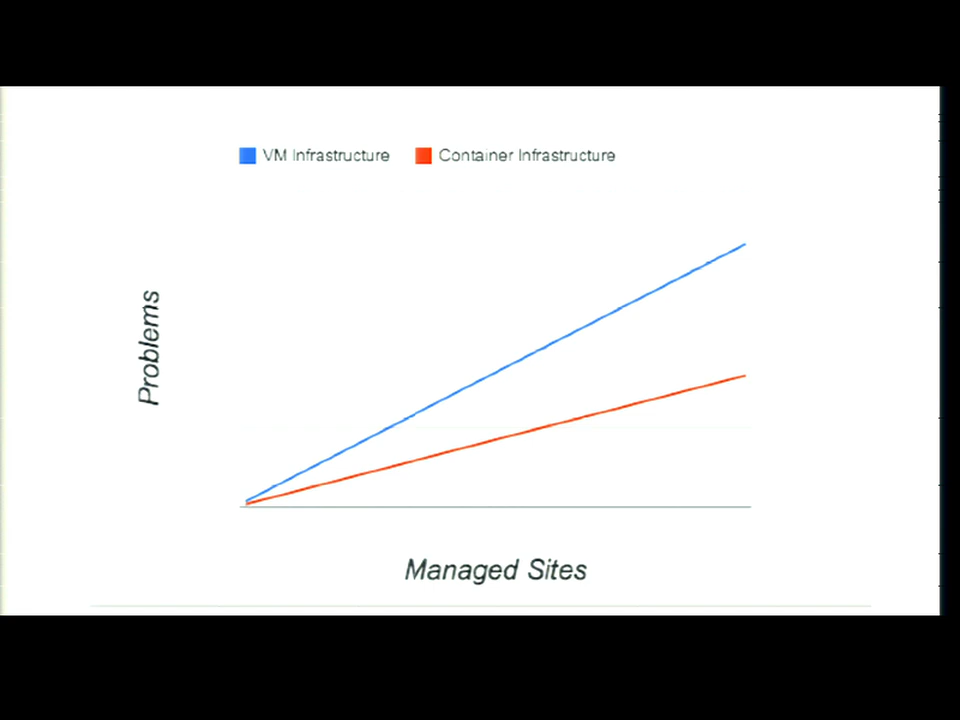 VM Infrastructure Container Infrastructure
Problems
Managed Sites